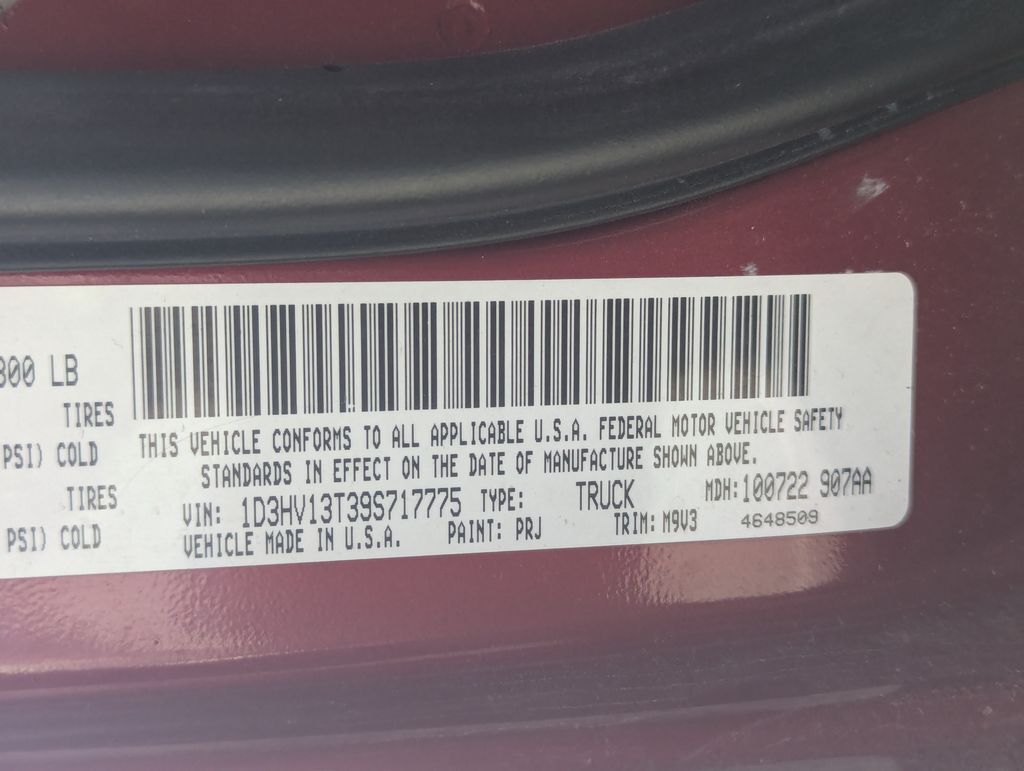 800 LB
TIRES
PSI) COLD
TIRES
PSI) COLD
THIS VEHICLE CONFORMS TO ALL APPLICABLE U.S.A. FEDERAL MOTOR VEHICLE SAFETY
STANDARDS IN EFFECT ON THE DATE OF MANUFACTURE SHOWN ABOVE.
VIN: 1D3HV13T39S717775 TYPE: TRUCK MDH:100722 907AA
VEHICLE MADE IN U.S.A. PAINT: PRJ TRIM: M9V3 4648509